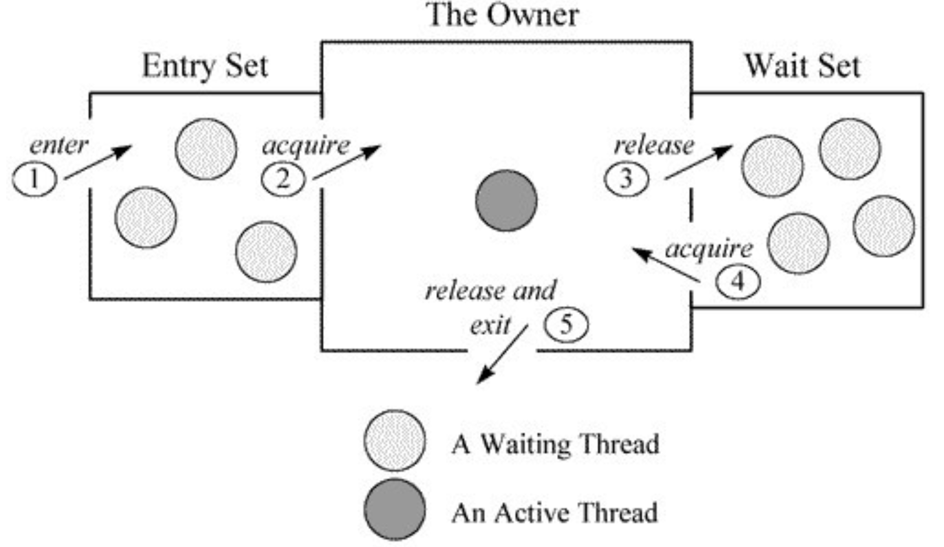 The Owner
Entry Set
Wait Set
enter
1
acquire
2
release
3
acquire
4
release and
exit
5
A Waiting Thread
An Active Thread